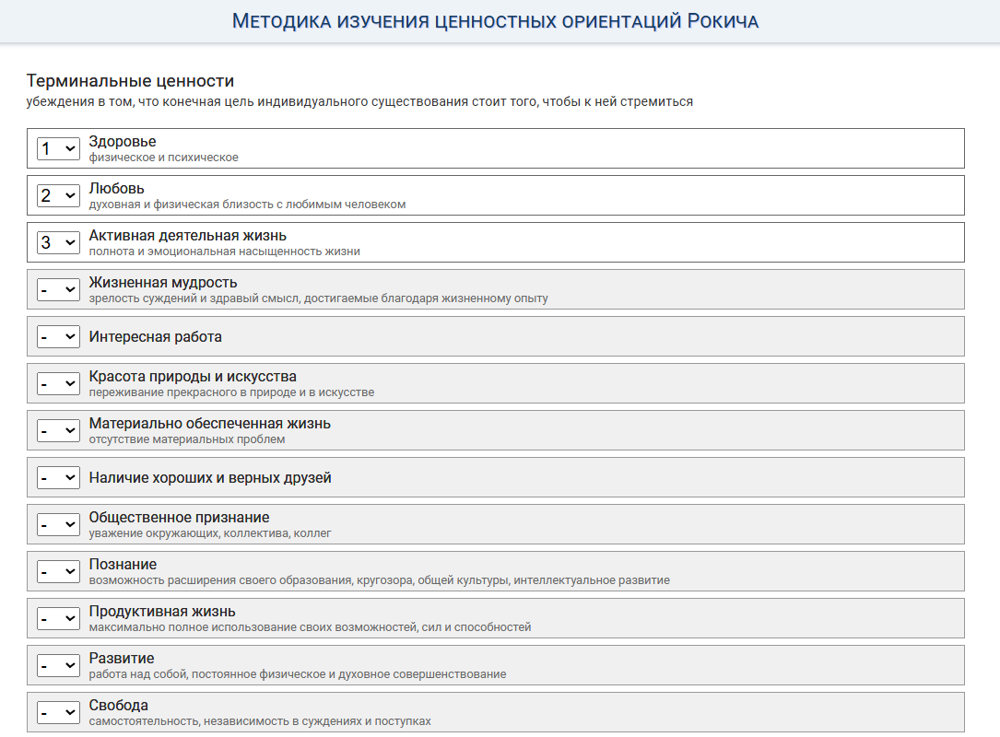 Методика изучения ценностных ориентаций Рокича
Терминальные ценности
убеждения в том, что конечная цель индивидуального существования стоит того, чтобы к ней стремиться
1 Здоровье
физическое и психическое
2 Любовь
духовная и физическая близость с любимым человеком
3 Активная деятельная жизнь
полнота и эмоциональная насыщенность жизни
- Жизненная мудрость
зрелость суждений и здравый смысл, достигаемые благодаря жизненному опыту
- Интересная работа
- Красота природы и искусства
переживание прекрасного в природе и в искусстве
- Материально обеспеченная жизнь
отсутствие материальных проблем
- Наличие хороших и верных друзей
- Общественное признание
уважение окружающих, коллектива, коллег
- Познание
возможность расширения своего образования, кругозора, общей культуры, интеллектуальное развитие
- Продуктивная жизнь
максимально полное использование своих возможностей, сил и способностей
- Развитие
работа над собой, постоянное физическое и духовное совершенствование
- Свобода
самостоятельность, независимость в суждениях и поступках